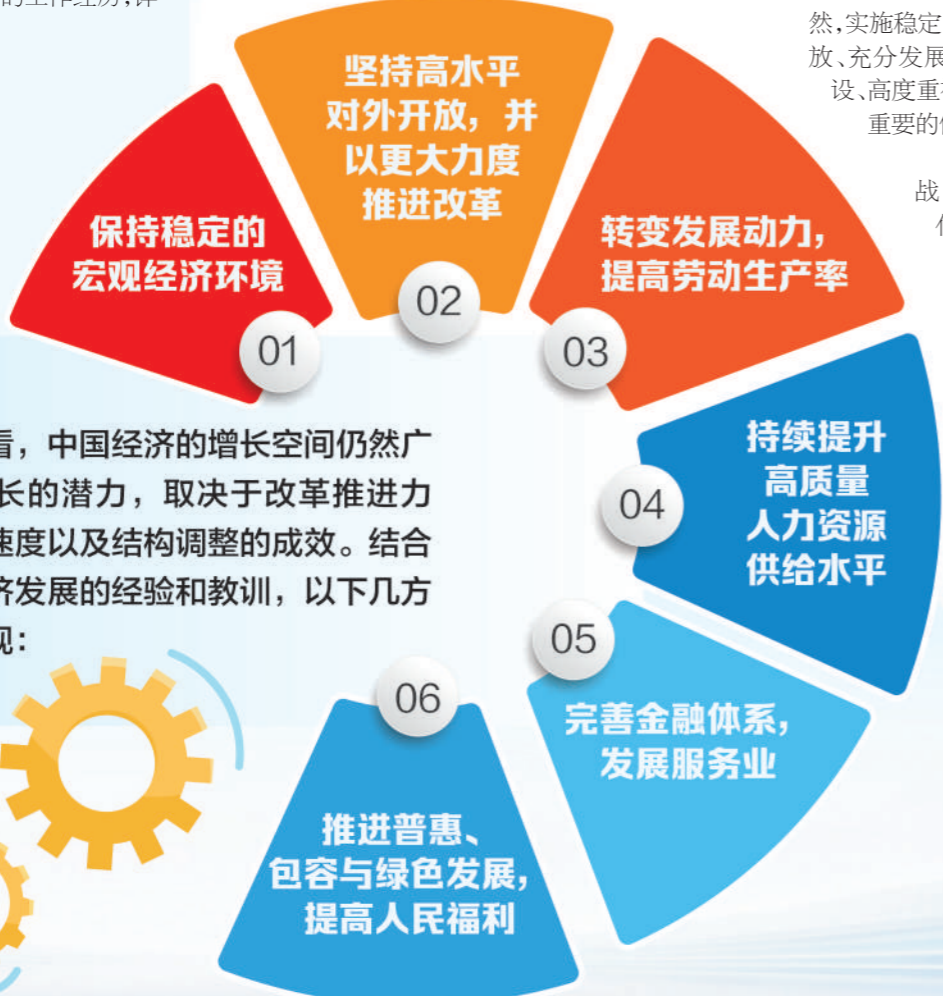 的工作经历,详
然,实施稳定
放、充分发展
设、高度重
重要的
战
保持稳定的
宏观经济环境
01
坚持高水平
对外开放，并
以更大力度
推进改革
02
转变发展动力，
提高劳动生产率
03
持续提升
高质量
人力资源
供给水平
04
完善金融体系，
发展服务业
05
推进普惠、
包容与绿色发展，
提高人民福利
06
看，中国经济的增长空间仍然广
长的潜力，取决于改革推进力
速度以及结构调整的成效。结合
济发展的经验和教训，以下几方
现：